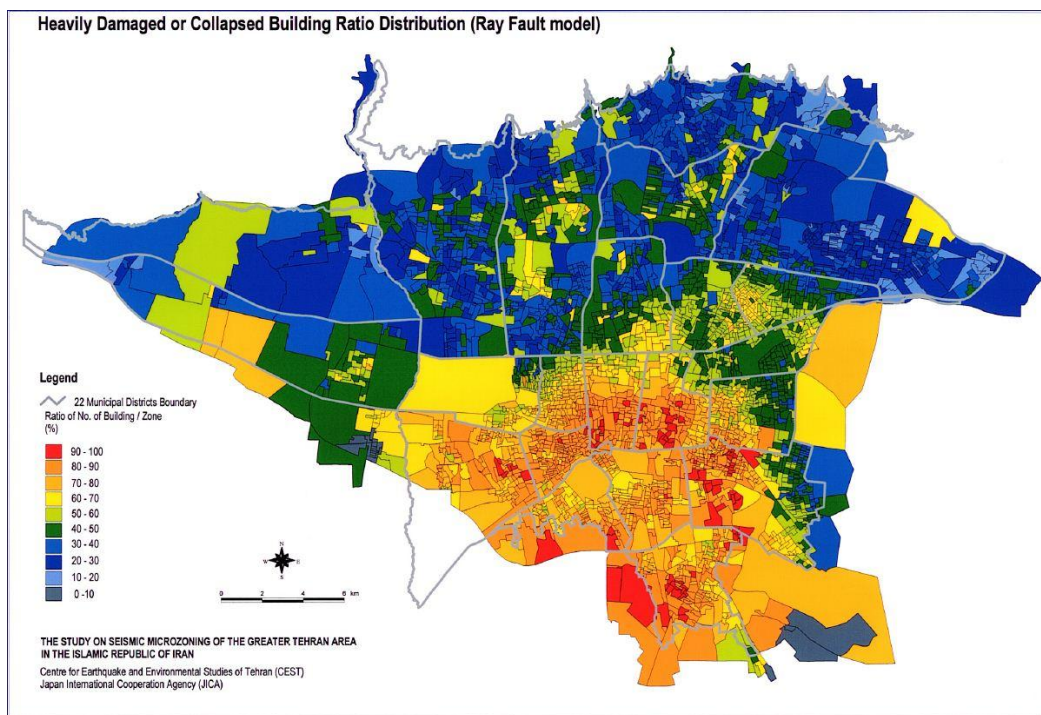 Heavily Damaged or Collapsed Building Ratio Distribution (Ray Fault model)
Legend
22 Municipal Districts Boundary
Ratio of No. of Building / Zone
(%)
90 - 100
80 - 90
70 - 80
60 - 70
50 - 60
40 - 50
30 - 40
20 - 30
10 - 20
0 -10
N
W E
S
0 2 4 6 km
THE STUDY ON SEISMIC MICROZONING OF THE GREATER TEHRAN AREA
IN THE ISLAMIC REPUBLIC OF IRAN
Centre for Earthquake and Environmental Studies of Tehran (CEST)
Japan International Cooperation Agency (JICA)